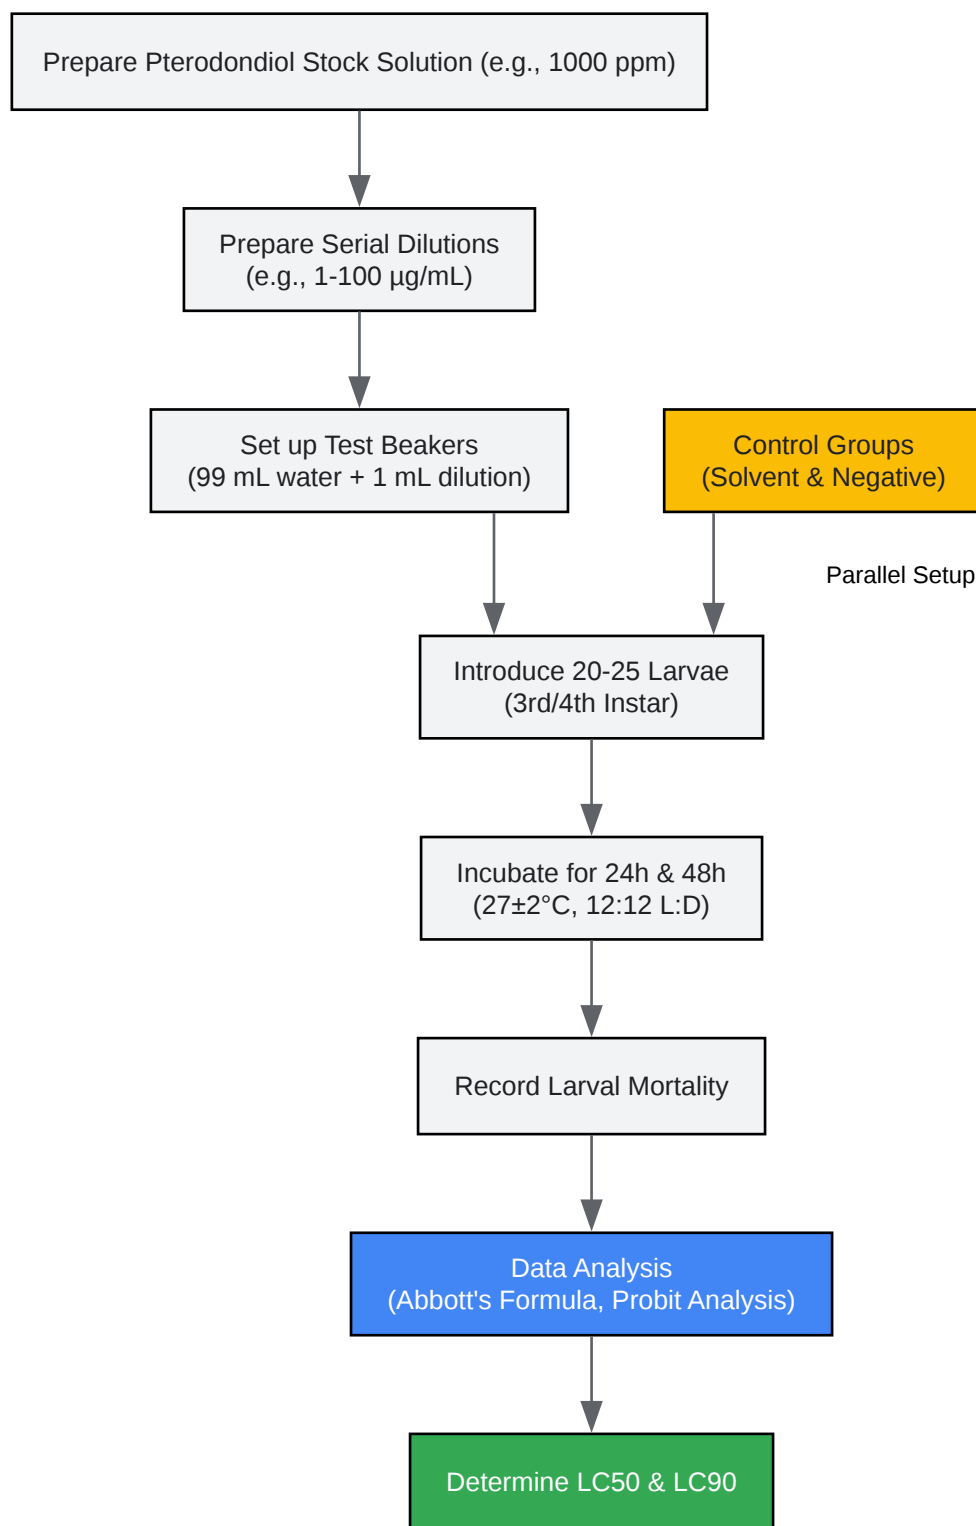 Prepare Pterodondiol Stock Solution (e.g., 1000 ppm)
Prepare Serial Dilutions
(e.g., 1-100 µg/mL)
Set up Test Beakers
(99 mL water + 1 mL dilution)
Control Groups
(Solvent & Negative)
Parallel Setup
Introduce 20-25 Larvae
(3rd/4th Instar)
Incubate for 24h & 48h
(27±2°C, 12:12 L:D)
Record Larval Mortality
Data Analysis
(Abbott's Formula, Probit Analysis)
Determine LC50 & LC90